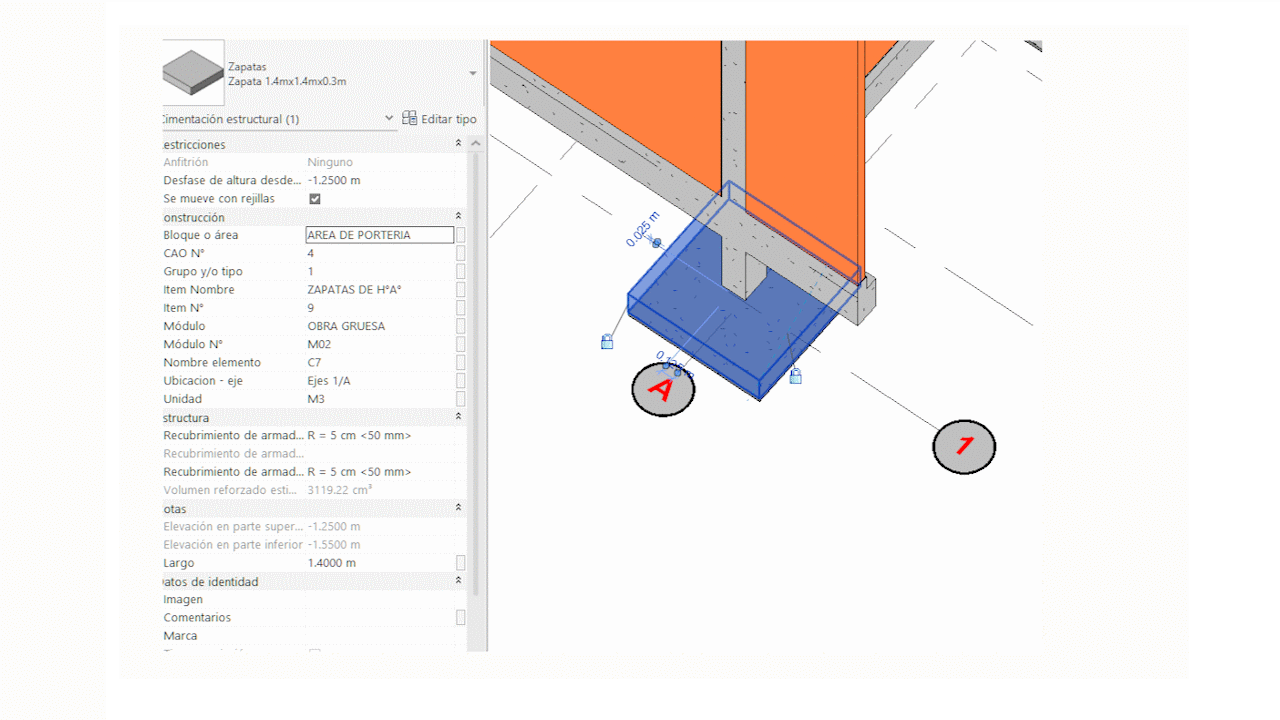 Zapatas
Zapata 1.4mx1.4mx0.3m
Cimentación estructural (1)
Editar tipo
estricciones
Anfitrión Ninguno
Desfase de altura desde... -1.2500 m
Se mueve con rejillas
onstrucción
Bloque o área AREA DE PORTERIA
CAO N° 4
Grupo y/o tipo 1
Item Nombre ZAPATAS DE H°A°
Item N° 9
Módulo OBRA GRUESA
Módulo N° M02
Nombre elemento C7
Ubicacion - eje Ejes 1/A
Unidad M3
structura
Recubrimiento de armad... R = 5 cm <50 mm>
Recubrimiento de armad...
Recubrimiento de armad... R = 5 cm <50 mm>
Volumen reforzado esti... 3119.22 cm³
otas
Elevación en parte super... -1.2500 m
Elevación en parte inferior -1.5500 m
Largo 1.4000 m
atos de identidad
Imagen
Comentarios
Marca
0.025 m
A
1